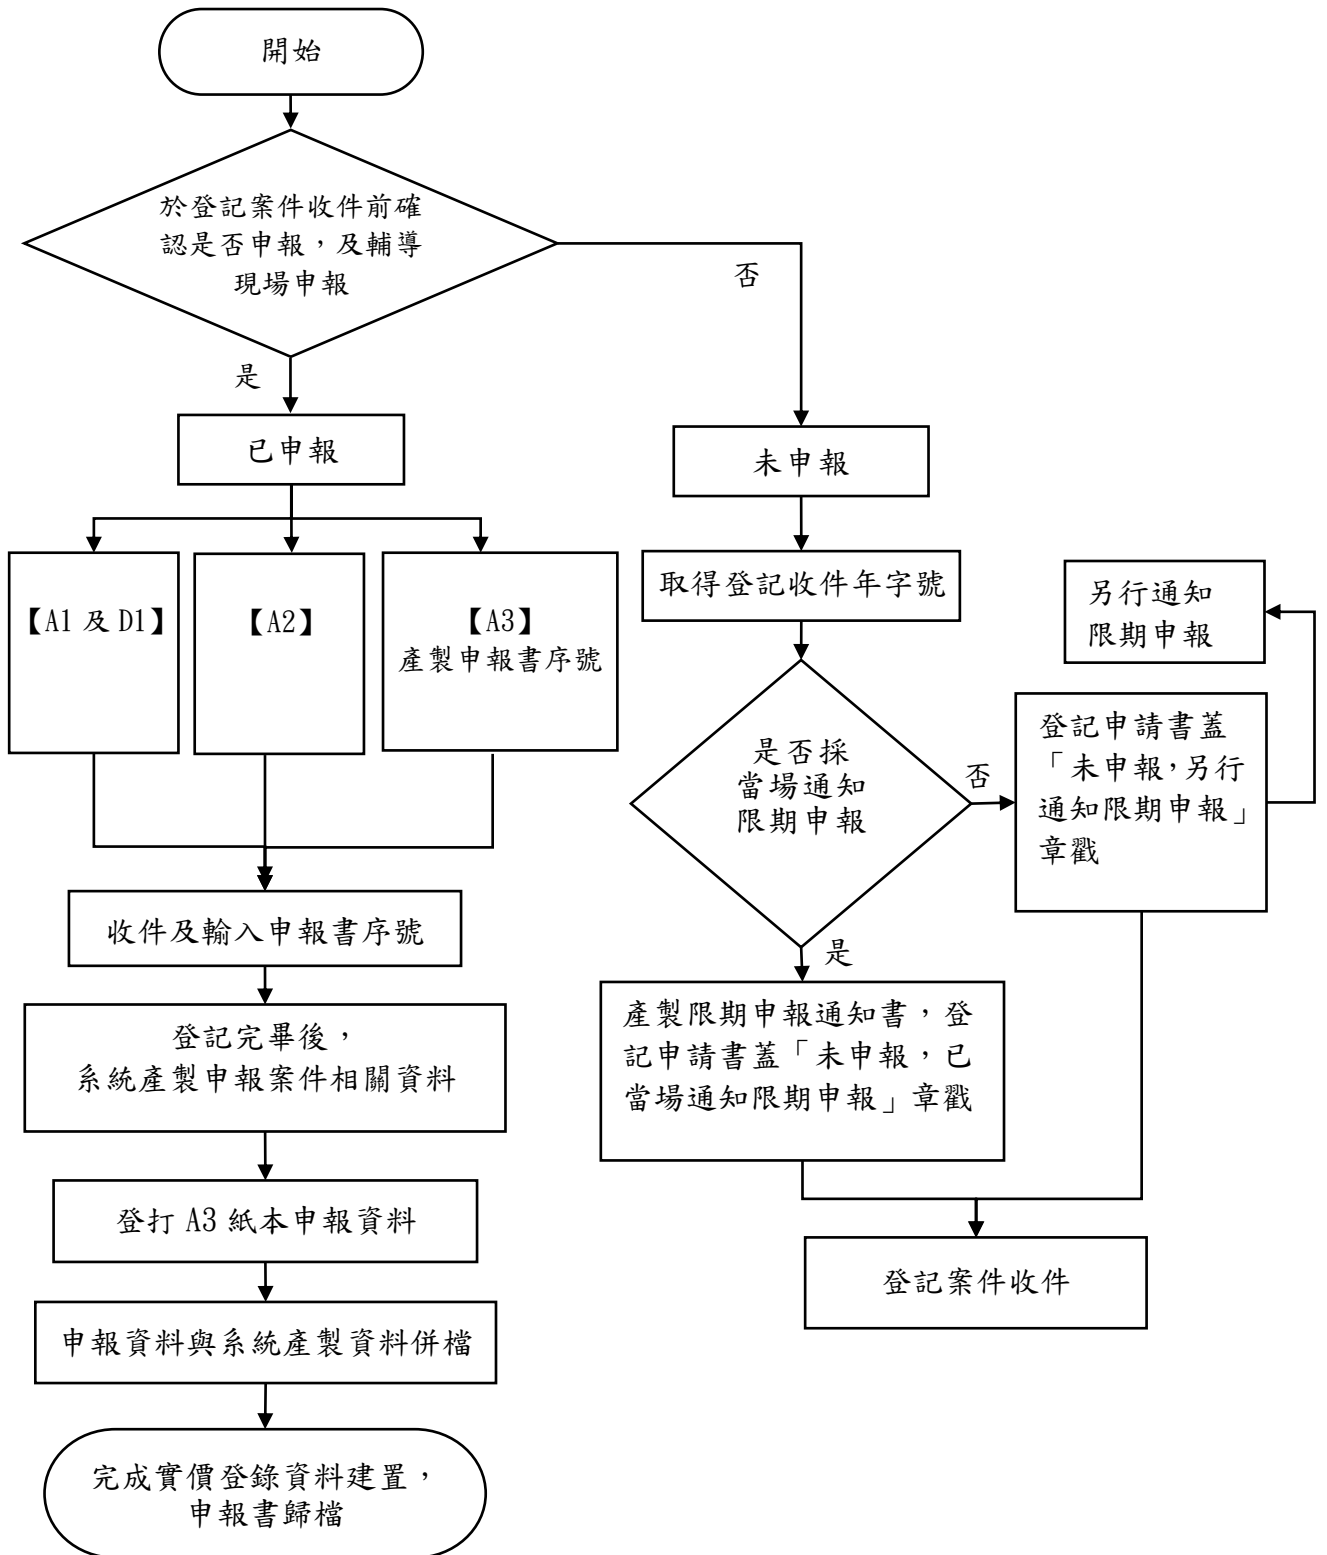 開始
於登記案件收件前確
認是否申報，及輔導
現場申報
否
是
已申報
未申報
【A1 及 D1】
【A2】
【A3】
產製申報書序號
取得登記收件年字號
另行通知
限期申報
是否採
當場通知
限期申報
否
登記申請書蓋
「未申報，另行
通知限期申報」
章戳
收件及輸入申報書序號
是
產製限期申報通知書，登
記申請書蓋「未申報，已
當場通知限期申報」章戳
登記完畢後，
系統產製申報案件相關資料
登打 A3 紙本申報資料
登記案件收件
申報資料與系統產製資料併檔
完成實價登錄資料建置，
申報書歸檔